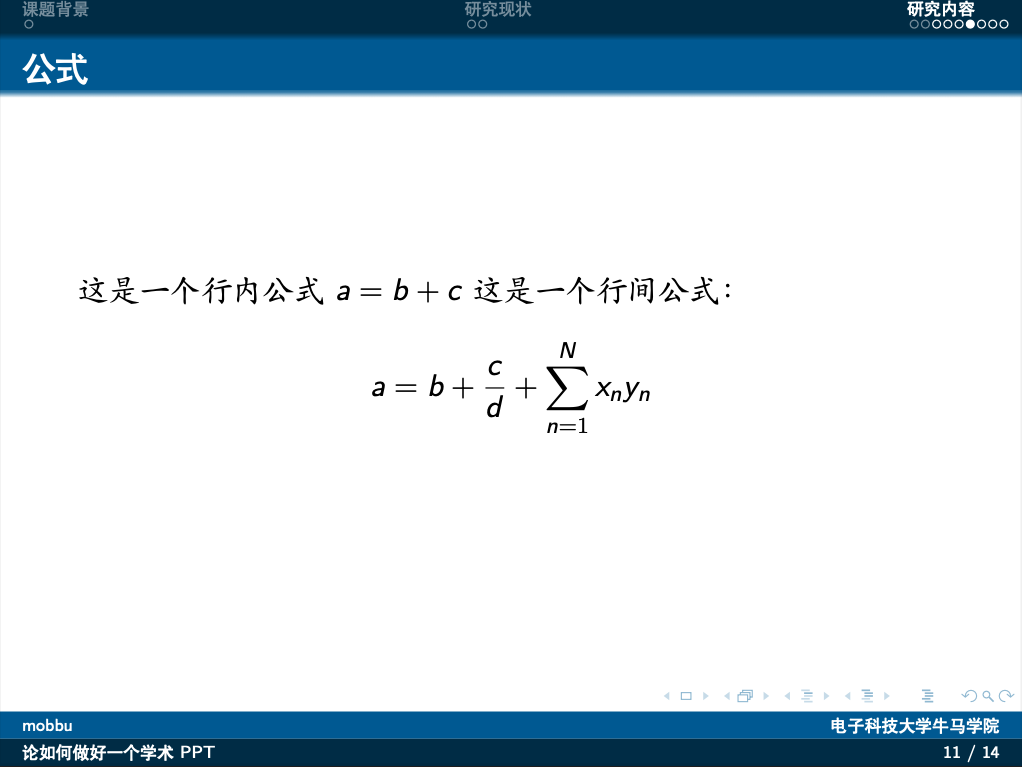 课题背景 研究现状 研究内容
公式
这是一个行内公式 a = b + c 这是一个行间公式：
a = b + \frac{c}{d} + \sum_{n=1}^{N} x_n y_n
mobbu 电子科技大学牛马学院
论如何做好一个学术 PPT 11 / 14